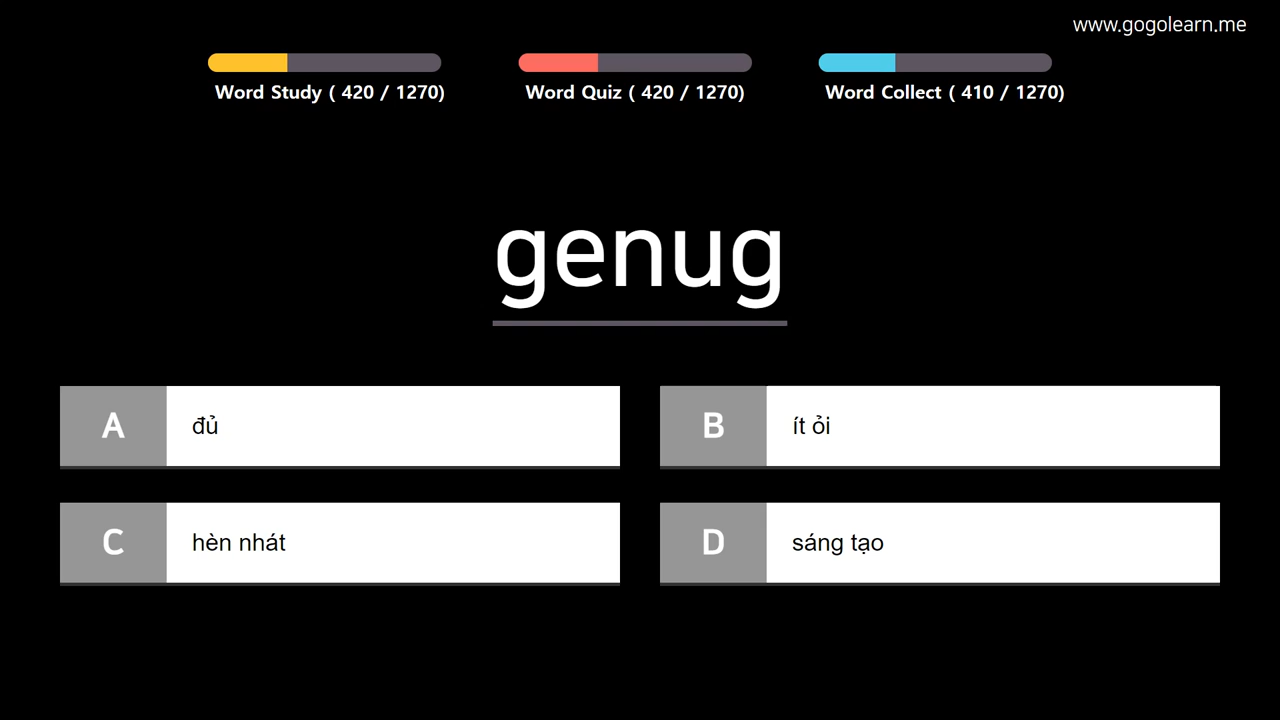 www.gogolearn.me
Word Study ( 420 / 1270)
Word Quiz ( 420 / 1270)
Word Collect ( 410 / 1270)
genug
A đủ
B ít ỏi
C hèn nhát
D sáng tạo